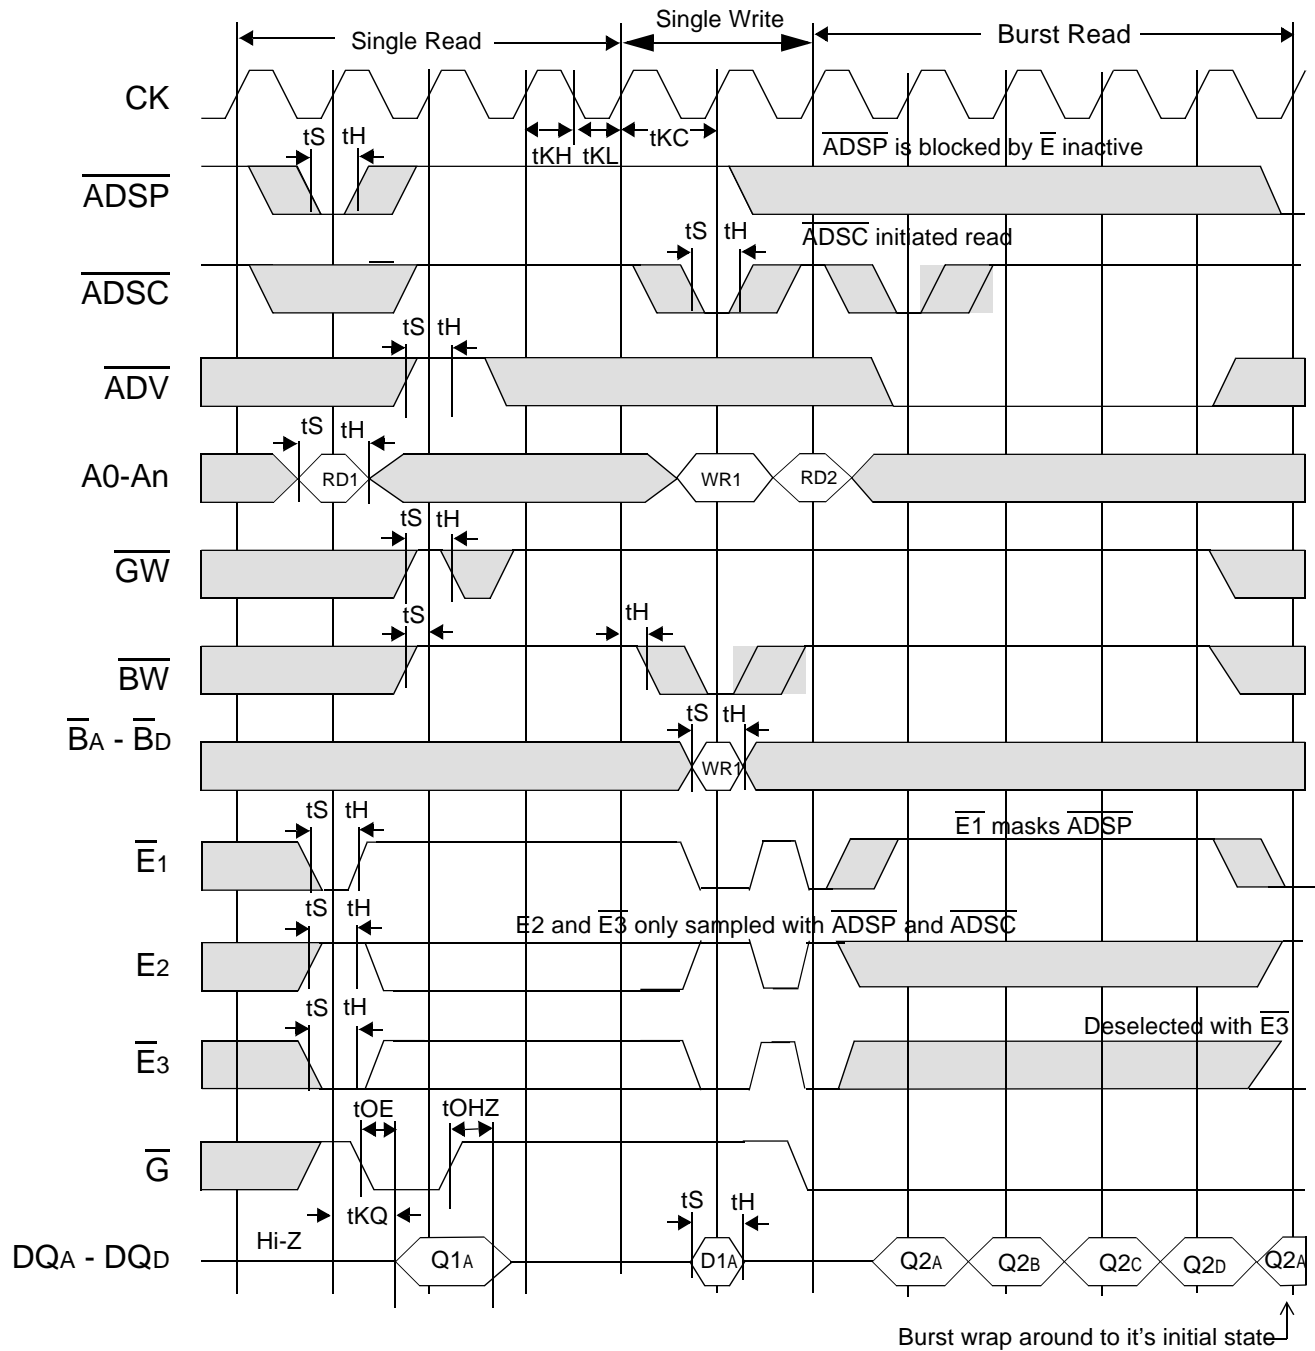 Single Read
Single Write
Burst Read
CK
tS
tH
tKH
tKL
tKC
ADSP is blocked by E inactive
ADSP
tS
tH
ADSC initiated read
ADSC
tS
tH
ADV
tS
tH
A0-An
RD1
WR1
RD2
tS
tH
GW
tS
tH
BW
tS
tH
BA - BD
WR1
tS
tH
E1 masks ADSP
E1
tS
tH
E2 and E3 only sampled with ADSP and ADSC
E2
tS
tH
Deselected with E3
E3
tOE
tOHZ
G
tKQ
tS
tH
Hi-Z
DQA - DQD
Q1A
D1A
Q2A
Q2B
Q2C
Q2D
Q2A
Burst wrap around to it's initial state